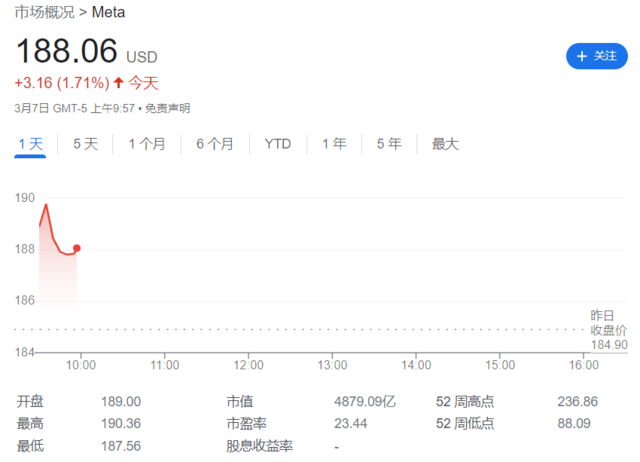 市场概况 > Meta
188.06 USD
+ 关注
+3.16 (1.71%) ↑ 今天
3月7日 GMT-5 上午9:57 • 免责声明
1 天 5 天 1 个月 6 个月 YTD 1 年 5 年 最大
190
188
186
昨日
收盘价
184.90
184
10:00 11:00 12:00 13:00 14:00 15:00 16:00
开盘 189.00 市值 4879.09亿 52 周高点 236.86
最高 190.36 市盈率 23.44 52 周低点 88.09
最低 187.56 股息收益率 -